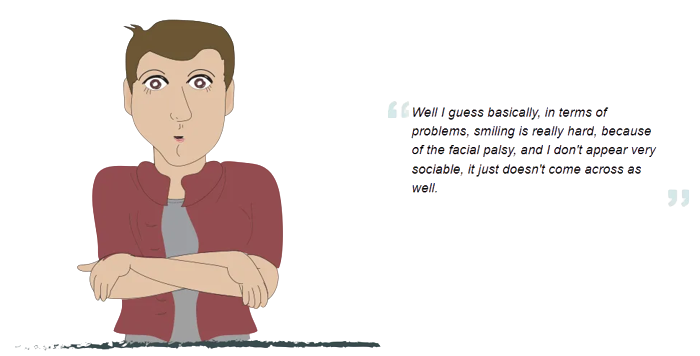 “Well I guess basically, in terms of
problems, smiling is really hard, because
of the facial palsy, and I don't appear very
sociable, it just doesn't come across as
well.
”